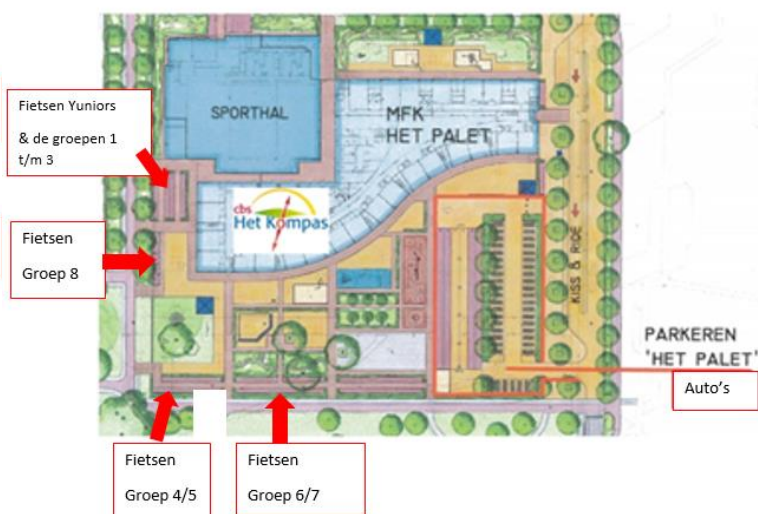 Fietsen Yuniors
& de groepen 1
t/m 3
SPORTHAL
MFK
HET PALET
cbs
Het Kompas
Fietsen
Groep 8
KISS & RIDE
PARKEREN
'HET PALET'
Auto's
Fietsen
Groep 4/5
Fietsen
Groep 6/7